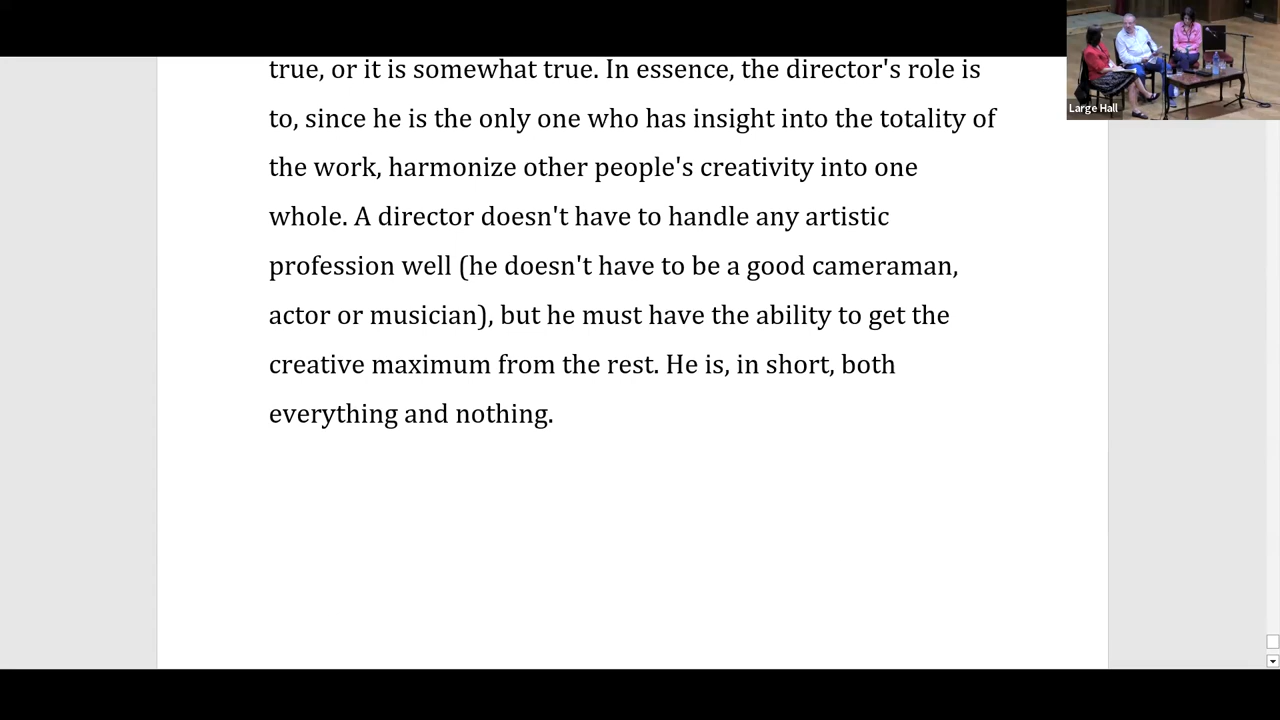 true, or it is somewhat true. In essence, the director's role is
to, since he is the only one who has insight into the totality of
the work, harmonize other people's creativity into one
whole. A director doesn't have to handle any artistic
profession well (he doesn't have to be a good cameraman,
actor or musician), but he must have the ability to get the
creative maximum from the rest. He is, in short, both
everything and nothing.
Large Hall